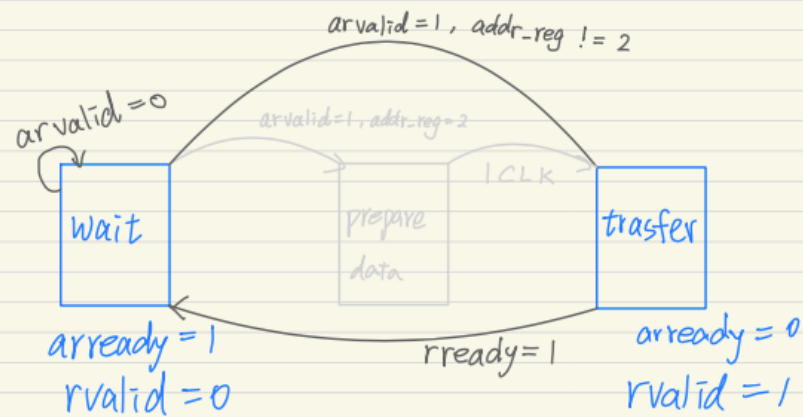 arvalid=1, addr_reg != 2
arvalid=0
arvalid=1, addr_reg=2
1CLK
wait
prepare
data
trasfer
arready=1
rvalid=0
rready=1
arready=0
rvalid=1